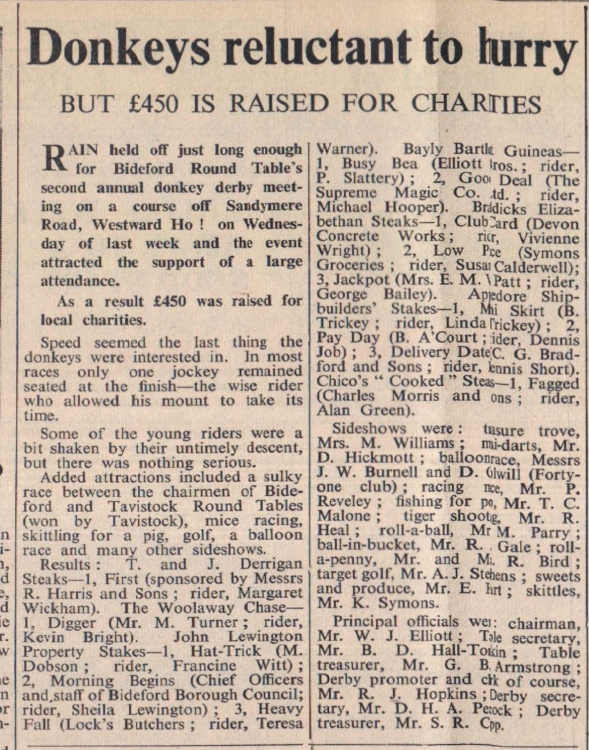 Donkeys reluctant to hurry
BUT £450 IS RAISED FOR CHARITIES
RAIN held off just long enough
for Bideford Round Table's
second annual donkey derby meet-
ing on a course off Sandymere
Road, Westward Ho ! on Wednes-
day of last week and the event
attracted the support of a large
attendance.
As a result £450 was raised for
local charities.
Speed seemed the last thing the
donkeys were interested in. In most
races only one jockey remained
seated at the finish—the wise rider
who allowed his mount to take its
time.
Some of the young riders were a
bit shaken by their untimely descent,
but there was nothing serious.
Added attractions included a sulky
race between the chairmen of Bide-
ford and Tavistock Round Tables
(won by Tavistock), mice racing,
skittling for a pig, golf, a balloon
race and many other sideshows.
Results : T. and J. Derrigan
Steaks—1, First (sponsored by Messrs
R. Harris and Sons ; rider, Margaret
Wickham). The Woolaway Chase—
1, Digger (Mr. M. Turner ; rider,
Kevin Bright). John Lewington
Property Stakes—1, Hat-Trick (M.
Dobson ; rider, Francine Witt) ;
2, Morning Begins (Chief Officers
and staff of Bideford Borough Council;
rider, Sheila Lewington) ; 3, Heavy
Fall (Lock's Butchers ; rider, Teresa
Warner). Bayly Guineas—
1, Busy Bea (Elliott ; rider,
P. Slattery) ; 2, Deal (The
Supreme Magic Co. ; rider,
Michael Hooper). Eliza-
bethan Steaks—1, (Devon
Concrete Works ; Vivienne
Wright) ; 2, Low (Symons
Groceries ; rider, Calderwell);
3, Jackpot (Mrs. E. M. ; rider,
George Bailey). Ship-
builders' Stakes—1, Skirt (B.
Trickey ; rider, Linda Trickey) ; 2,
Pay Day (B. A'Court ; rider, Dennis
Job) ; 3, Delivery Date C. G. Brad-
ford and Sons ; rider, Short).
Chico's " Cooked " 1, Fagged
(Charles Morris and ; rider,
Alan Green).
Sideshows were : trove,
Mrs. M. Williams ; Mr.
D. Hickmott ; Messrs
J. W. Burnell and D. (Forty-
one club) ; racing Mr. P.
Reveley ; fishing for Mr. T. C.
Malone ; tiger Mr. R.
Heal ; roll-a-ball, Mr M. Parry ;
ball-in-bucket, Mr. R. Gale ; roll-
a-penny, Mr. and R. Bird ;
target golf, Mr. A. J. ; sweets
and produce, Mr. E. ; skittles,
Mr. K. Symons.
Principal officials chairman,
Mr. W. J. Elliott ; secretary,
Mr. B. D. ; Table
treasurer, Mr. G. B. Armstrong ;
Derby promoter and of course,
Mr. R. J. Hopkins ; Derby secre-
tary, Mr. D. H. A. ; Derby
treasurer, Mr. S. R.